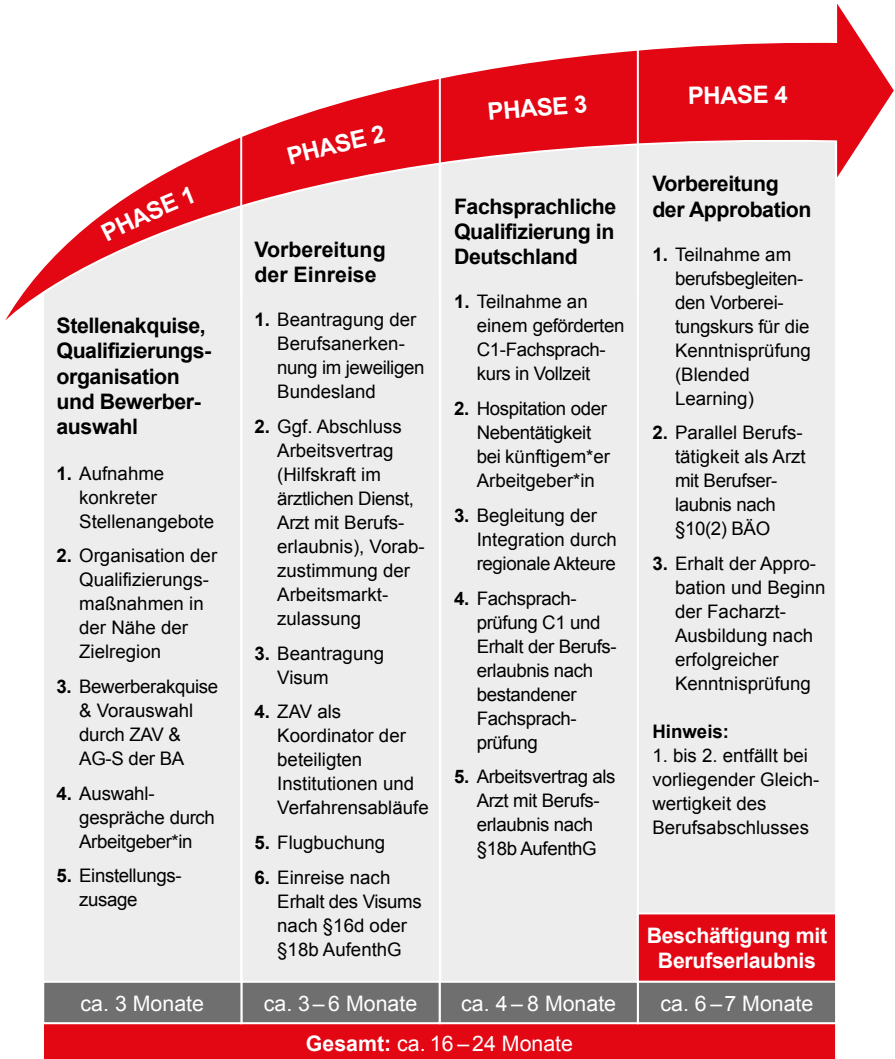 PHASE 1
Stellenakquise,
Qualifizierungs-
organisation
und Bewerber-
auswahl
1. Aufnahme
konkreter
Stellenangebote
2. Organisation der
Qualifizierungs-
maßnahmen in
der Nähe der
Zielregion
3. Bewerberakquise
& Vorauswahl
durch ZAV &
AG-S der BA
4. Auswahl-
gespräche durch
Arbeitgeber*in
5. Einstellungs-
zusage
ca. 3 Monate
PHASE 2
Vorbereitung
der Einreise
1. Beantragung der
Berufsanerken-
nung im jeweiligen
Bundesland
2. Ggf. Abschluss
Arbeitsvertrag
(Hilfskraft im
ärztlichen Dienst,
Arzt mit Berufs-
erlaubnis), Vorab-
zustimmung der
Arbeitsmarkt-
zulassung
3. Beantragung
Visum
4. ZAV als
Koordinator der
beteiligten
Institutionen und
Verfahrensabläufe
5. Flugbuchung
6. Einreise nach
Erhalt des Visums
nach §16d oder
§18b AufenthG
ca. 3–6 Monate
PHASE 3
Fachsprachliche
Qualifizierung in
Deutschland
1. Teilnahme an
einem geförderten
C1-Fachsprach-
kurs in Vollzeit
2. Hospitation oder
Nebentätigkeit
bei künftigem*er
Arbeitgeber*in
3. Begleitung der
Integration durch
regionale Akteure
4. Fachsprach-
prüfung C1 und
Erhalt der Berufs-
erlaubnis nach
bestandener
Fachsprach-
prüfung
5. Arbeitsvertrag als
Arzt mit Berufs-
erlaubnis nach
§18b AufenthG
ca. 4–8 Monate
PHASE 4
Vorbereitung
der Approbation
1. Teilnahme am
berufsbegleiten-
den Vorberei-
tungskurs für die
Kenntnisprüfung
(Blended
Learning)
2. Parallel Berufs-
tätigkeit als Arzt
mit Berufser-
laubnis nach
§10(2) BÄO
3. Erhalt der Appro-
bation und Beginn
der Facharzt-
Ausbildung nach
erfolgreicher
Kenntnisprüfung
Hinweis:
1. bis 2. entfällt bei
vorliegender Gleich-
wertigkeit des
Berufsabschlusses
Beschäftigung mit
Berufserlaubnis
ca. 6–7 Monate
Gesamt: ca. 16–24 Monate